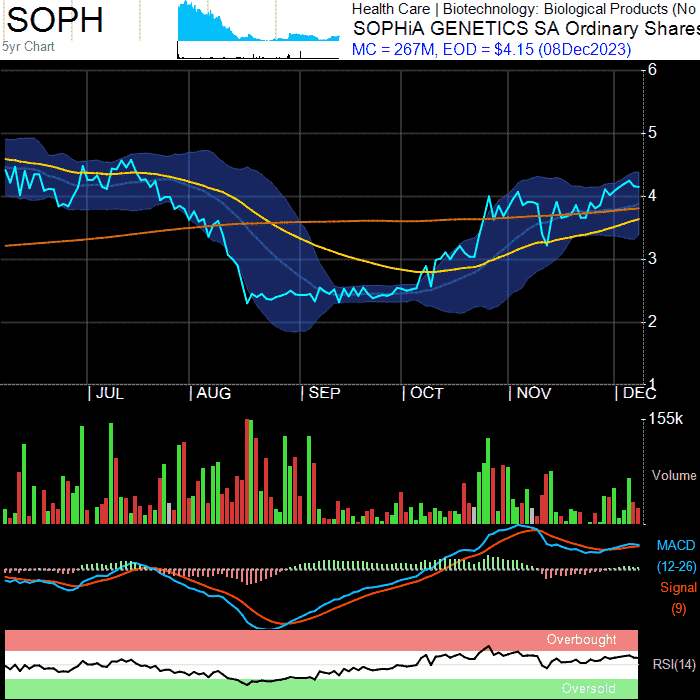 SOPH
5yr Chart
Health Care | Biotechnology: Biological Products (No
SOPHiA GENETICS SA Ordinary Shares
MC = 267M, EOD = $4.15 (08Dec2023)
6
5
4
3
2
1
| JUL | AUG | SEP | OCT | NOV | DEC
155k
Volume
MACD
(12-26)
Signal
(9)
Overbought
RSI(14)
Oversold